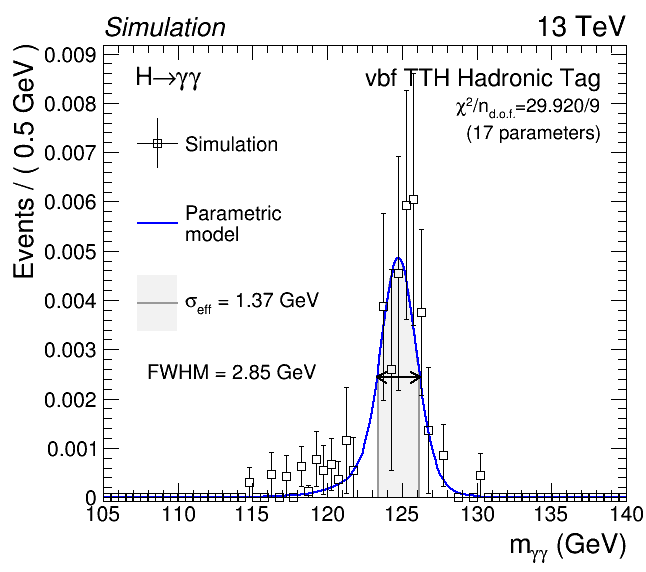 Simulation 13 TeV
H→γγ
vbf TTH Hadronic Tag
χ²/n_d.o.f.=29.920/9
(17 parameters)
Simulation
Parametric
model
σ_eff = 1.37 GeV
FWHM = 2.85 GeV
Events / ( 0.5 GeV )
0.009
0.008
0.007
0.006
0.005
0.004
0.003
0.002
0.001
0
105 110 115 120 125 130 135 140
m_γγ (GeV)